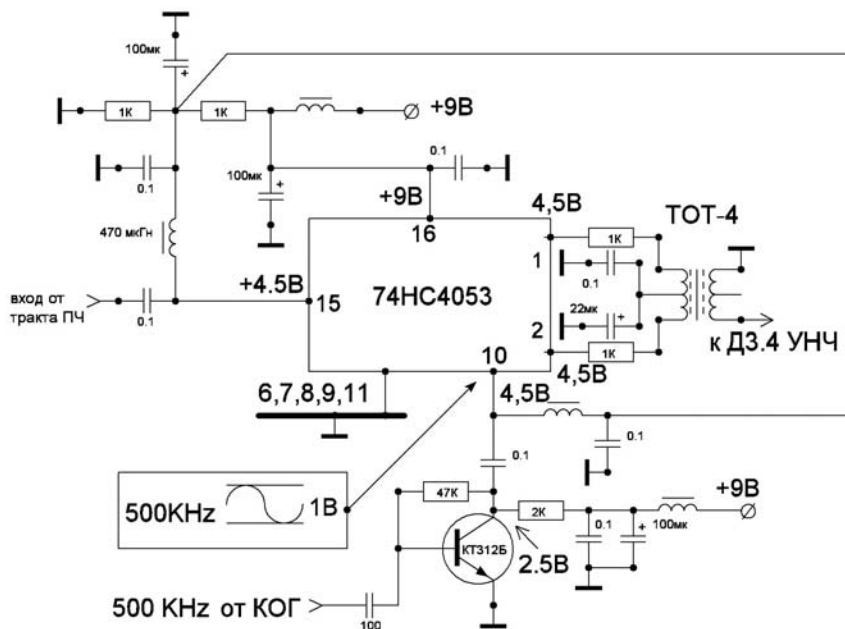 100мк
+
1К
1К
+9В
0.1
100мк
+
0.1
+9В
4,5В
ТОТ-4
16
1К
470 мкГн
1
0.1
+4.5В
15
74HC4053
вход от
тракта ПЧ
0.1
22мк
+
2
1К
к Д3.4 УНЧ
10
4,5В
6,7,8,9,11
4,5В
0.1
0.1
500KHz
1В
47К
2К
+9В
0.1
+
100мк
КТ312Б
2.5В
500 KHz от КОГ
100